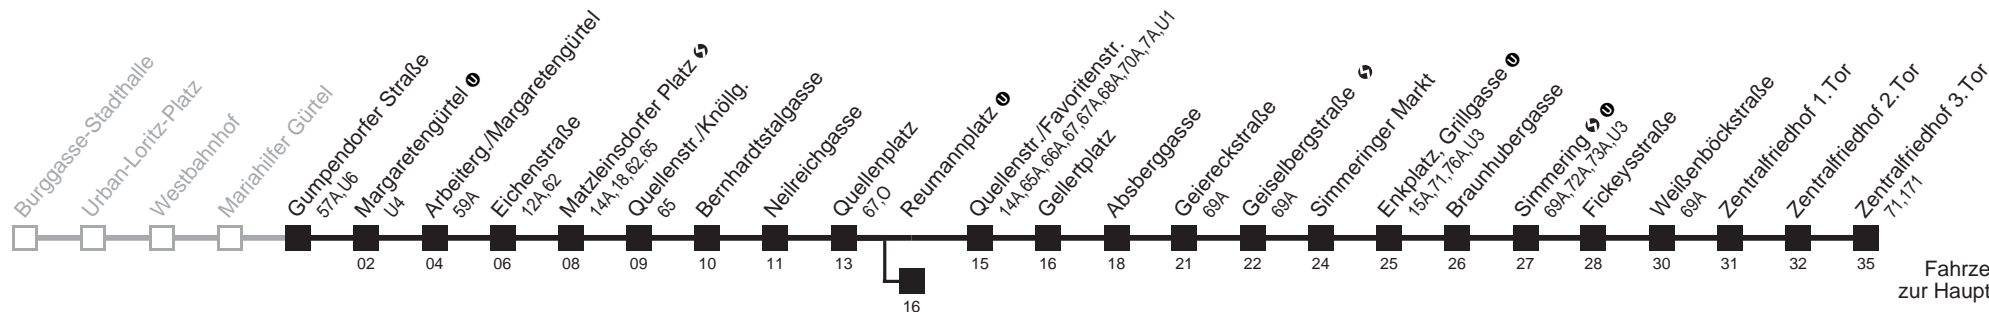 Burggasse-Stadthalle
Urban-Loritz-Platz
Westbahnhof
Mariahilfer Gürtel
Gumpendorfer Straße
57A,U6
Margaretengürtel U
U4
Arbeiterg./Margaretengürtel
59A
Eichenstraße
12A,62
Matzleinsdorfer Platz S
14A,18,62,65
Quellenstr./Knöllg.
65
Bernhardtstalgasse
Neilreichgasse
Quellenplatz
67,O
Reumannplatz U
Quellenstr./Favoritenstr.
14A,65A,66A,67,67A,68A,70A,7A,U1
Gellertplatz
Absberggasse
Geiereckstraße
69A
Geiselbergstraße S
69A
Simmeringer Markt
Enkplatz, Grillgasse U
15A,71,76A,U3
Braunhubergasse
Simmering S U
69A,72A,73A,U3
Fickeysstraße
Weißenböckstraße
69A
Zentralfriedhof 1.Tor
Zentralfriedhof 2.Tor
Zentralfriedhof 3.Tor
71,171
02 04 06 08 09 10 11 13 15 16 18 21 22 24 25 26 27 28 30 31 32 35
16
Fahrze
zur Haupt